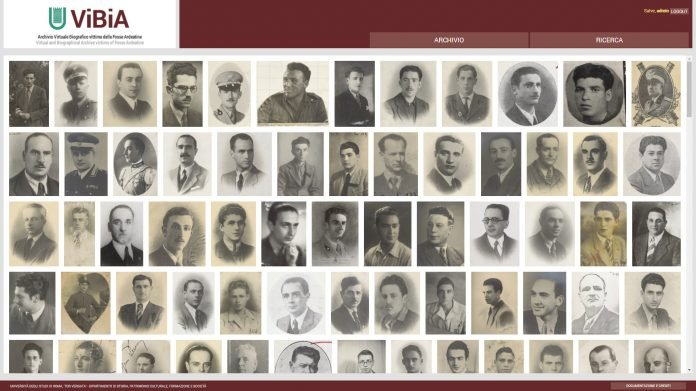 ViBiA
Archivio Virtuale Biografico vittime delle Fosse Ardeatine
Virtual and Biographical Archive victims of Fosse Ardeatine
Salve, admin LOGOUT
ARCHIVIO
RICERCA
UNIVERSITÀ DEGLI STUDI DI ROMA, "TOR VERGATA" - DIPARTIMENTO DI STORIA, PATRIMONIO CULTURALE, FORMAZIONE E SOCIETÀ
DOCUMENTAZIONE E CREDITI